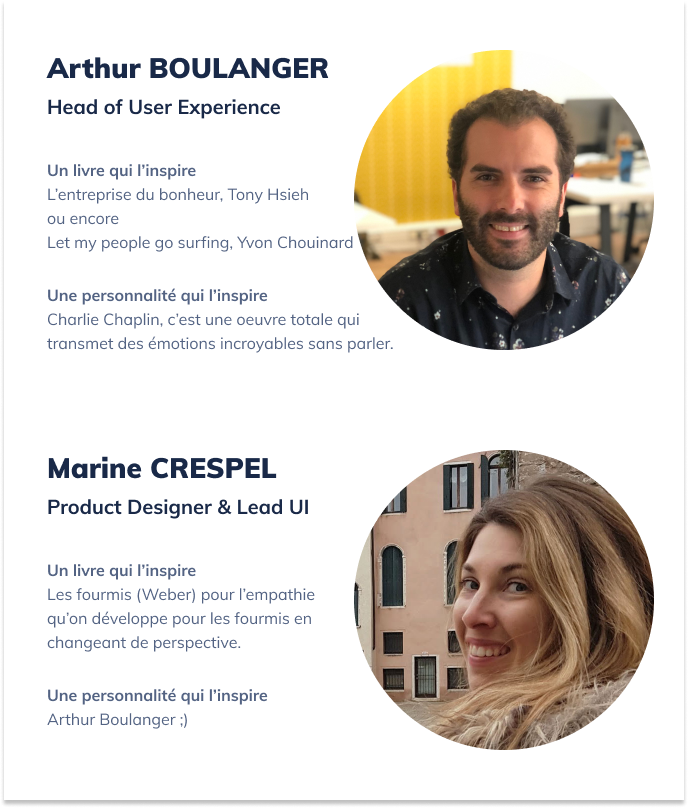 Arthur BOULANGER
Head of User Experience
Un livre qui l’inspire
L’entreprise du bonheur, Tony Hsieh
ou encore
Let my people go surfing, Yvon Chouinard
Une personnalité qui l’inspire
Charlie Chaplin, c’est une oeuvre totale qui
transmet des émotions incroyables sans parler.
Marine CRESPEL
Product Designer & Lead UI
Un livre qui l’inspire
Les fourmis (Weber) pour l’empathie
qu’on développe pour les fourmis en
changeant de perspective.
Une personnalité qui l’inspire
Arthur Boulanger ;)